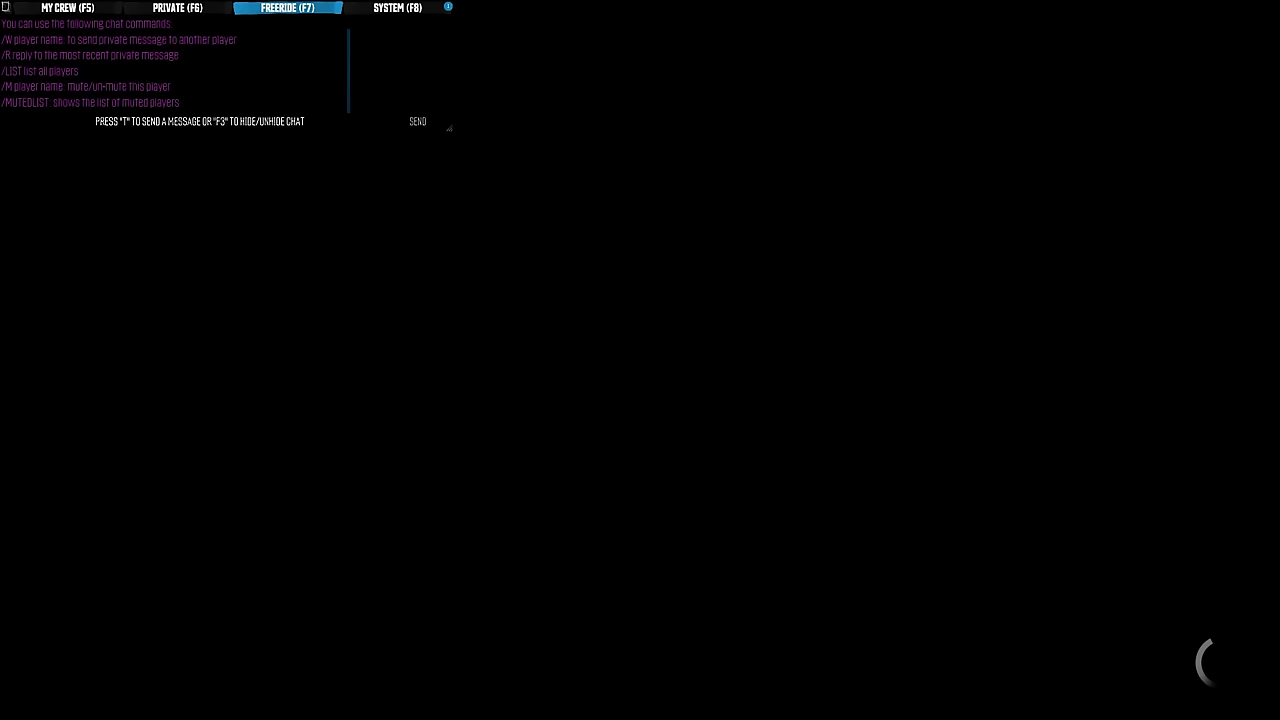 MY CREW (F5) PRIVATE (F6) FREERIDE (F7) SYSTEM (F8)
You can use the following chat commands:
/W player name: to send private message to another player
/R reply to the most recent private message
/LIST list all players
/M player name: mute/un-mute this player
/MUTEDLIST: shows the list of muted players
PRESS "T" TO SEND A MESSAGE OR "F3" TO HIDE/UNHIDE CHAT SEND